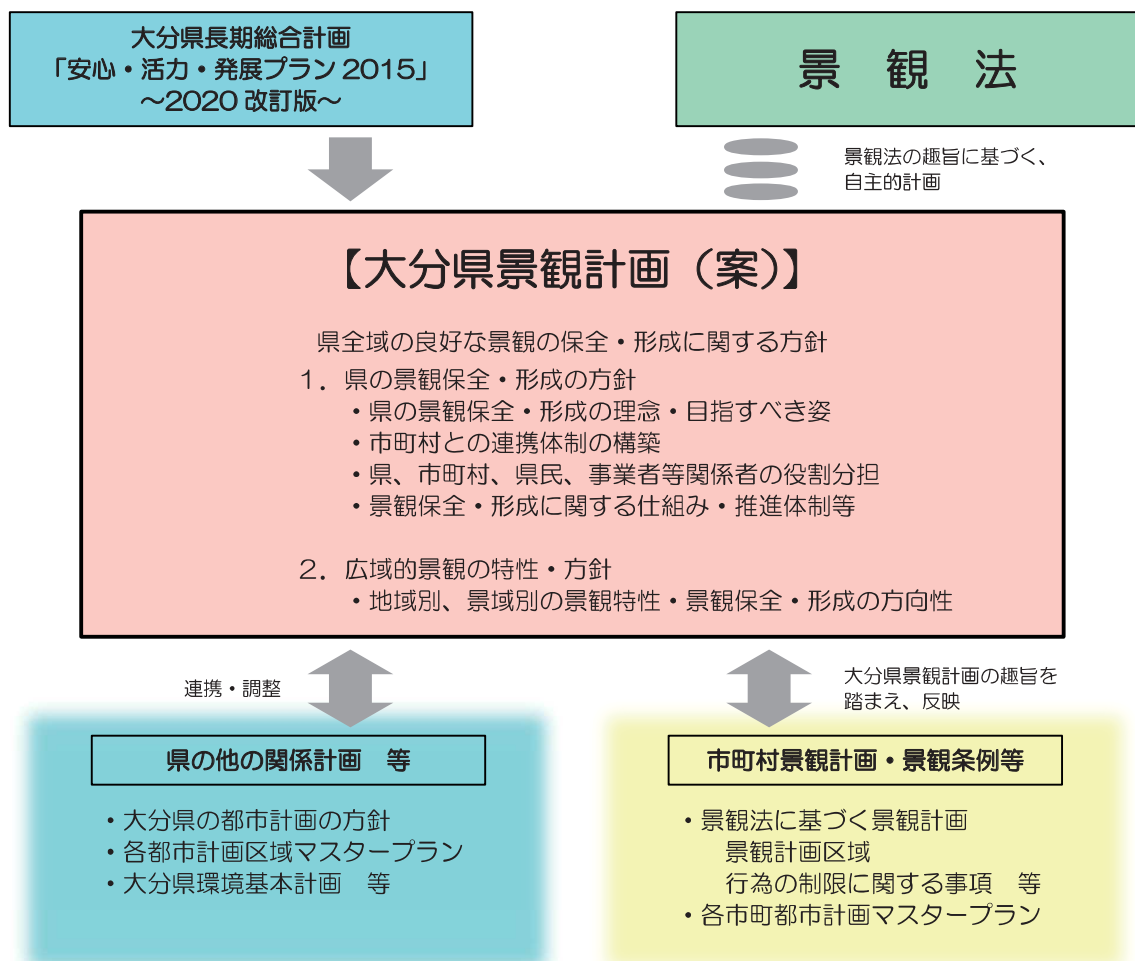 大分県長期総合計画
「安心・活力・発展プラン2015」
～2020改訂版～
景 観 法
景観法の趣旨に基づく、
自主的計画
【大分県景観計画（案）】
県全域の良好な景観の保全・形成に関する方針
１．県の景観保全・形成の方針
・県の景観保全・形成の理念・目指すべき姿
・市町村との連携体制の構築
・県、市町村、県民、事業者等関係者の役割分担
・景観保全・形成に関する仕組み・推進体制等
２．広域的景観の特性・方針
・地域別、景域別の景観特性・景観保全・形成の方向性
連携・調整
大分県景観計画の趣旨を
踏まえ、反映
県の他の関係計画　等
・大分県の都市計画の方針
・各都市計画区域マスタープラン
・大分県環境基本計画　等
市町村景観計画・景観条例等
・景観法に基づく景観計画
景観計画区域
行為の制限に関する事項　等
・各市町都市計画マスタープラン